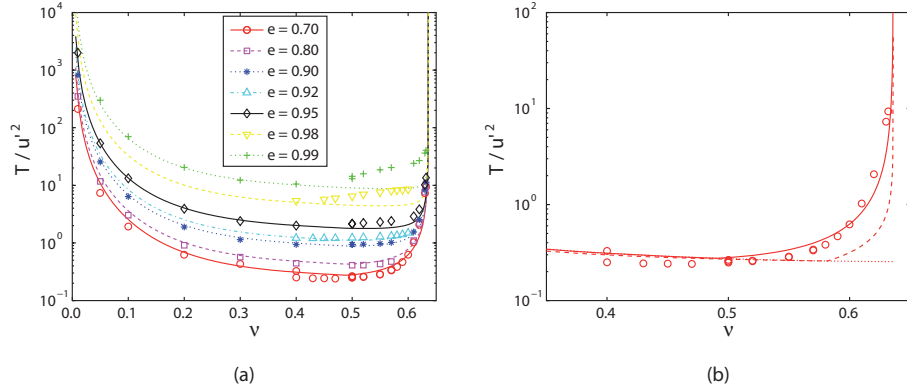 T / u' 2
10 4
10 3
10 2
10 1
10 0
10 -1
0.0 0.1 0.2 0.3 0.4 0.5 0.6
ν
e = 0.70
e = 0.80
e = 0.90
e = 0.92
e = 0.95
e = 0.98
e = 0.99
(a)
T / u' 2
10 2
10 1
10 0
10 -1
0.4 0.5 0.6
ν
(b)